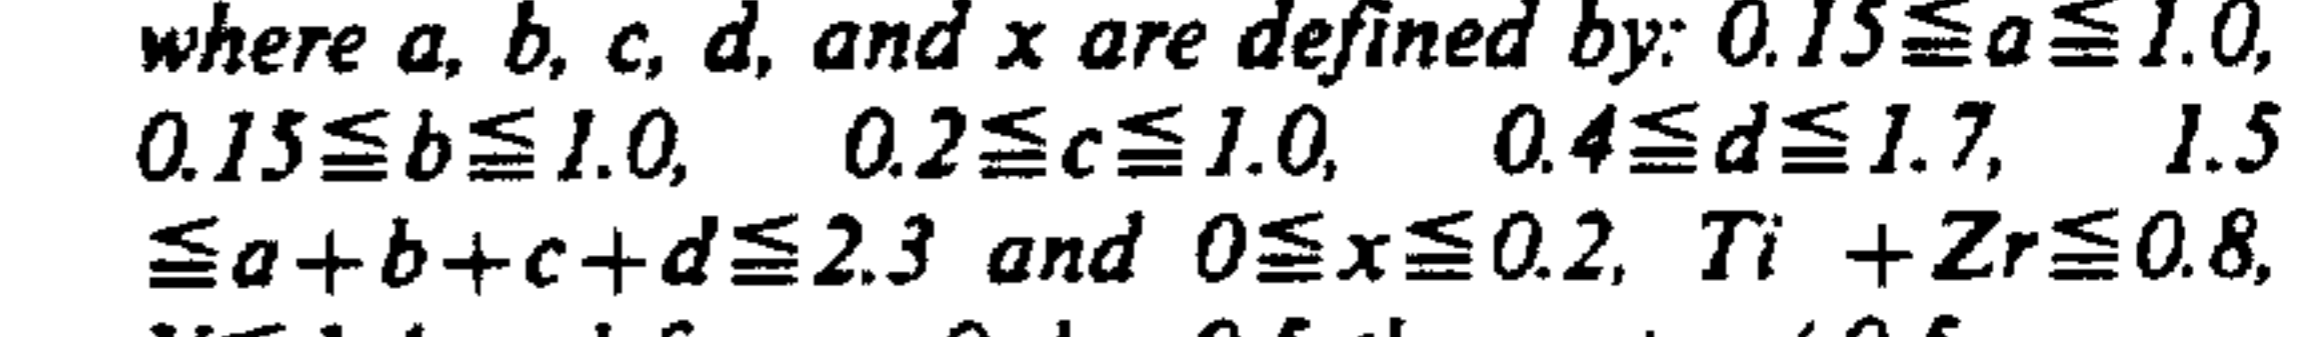 where a, b, c, d, and x are defined by: 0.15≦a≦1.0,
0.15≦b≦1.0, 0.2≦c≦1.0, 0.4≦d≦1.7, 1.5
≦a+b+c+d≦2.3 and 0≦x≦0.2, Ti +Zr≦0.8,